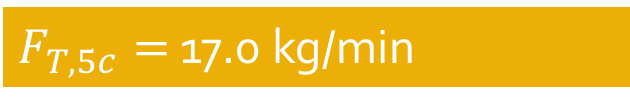 F_{T,5c} = 17.0 kg/min